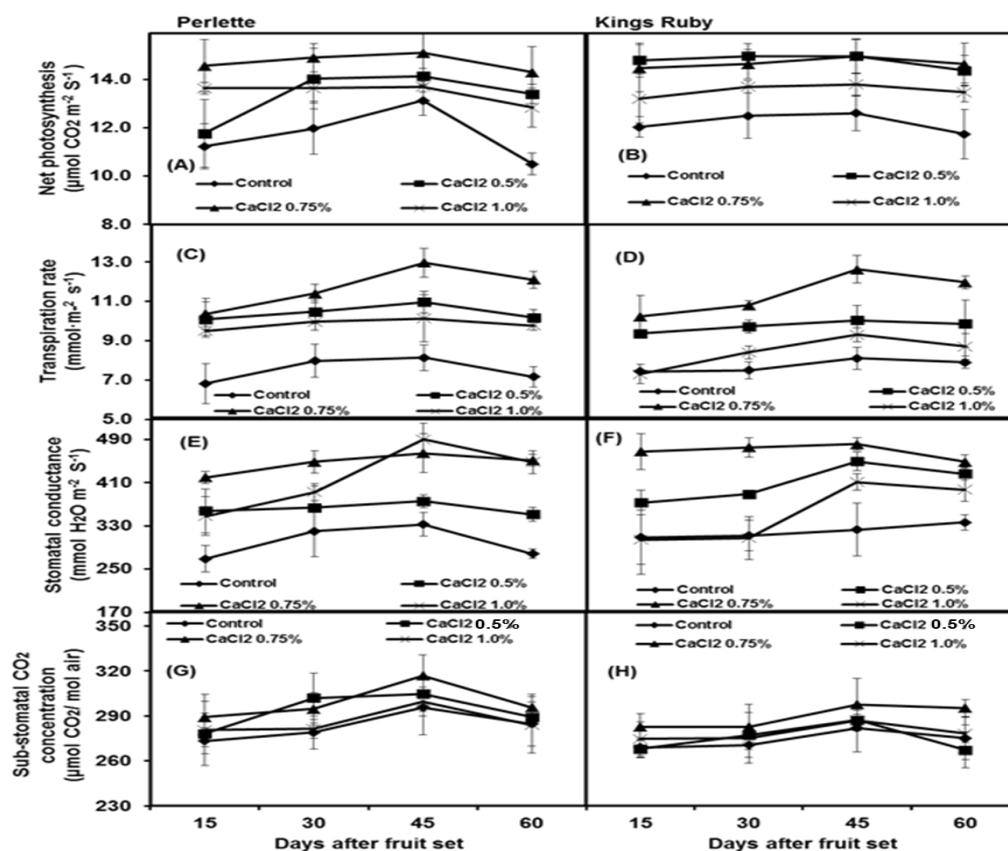 Perlette Kings Ruby
Net photosynthesis
(µmol CO2 m-2 S-1)
14.0
12.0
10.0
8.0
(A)
Control CaCl2 0.5%
CaCl2 0.75% CaCl2 1.0%
(B)
Control CaCl2 0.5%
CaCl2 0.75% CaCl2 1.0%
Transpiration rate
(mmol·m-2 s-1)
13.0
11.0
9.0
7.0
5.0
(C)
Control CaCl2 0.5%
CaCl2 0.75% CaCl2 1.0%
(D)
Control CaCl2 0.5%
CaCl2 0.75% CaCl2 1.0%
Stomatal conductance
(mmol H2O m-2 S-1)
490
410
330
250
170
(E)
Control CaCl2 0.5%
CaCl2 0.75% CaCl2 1.0%
(F)
Control CaCl2 0.5%
CaCl2 0.75% CaCl2 1.0%
Sub-stomatal CO2
concentration
(µmol CO2/ mol air)
350
320
290
260
230
Control CaCl2 0.5%
CaCl2 0.75% CaCl2 1.0%
(G)
Control CaCl2 0.5%
CaCl2 0.75% CaCl2 1.0%
(H)
15 30 45 60 15 30 45 60
Days after fruit set Days after fruit set